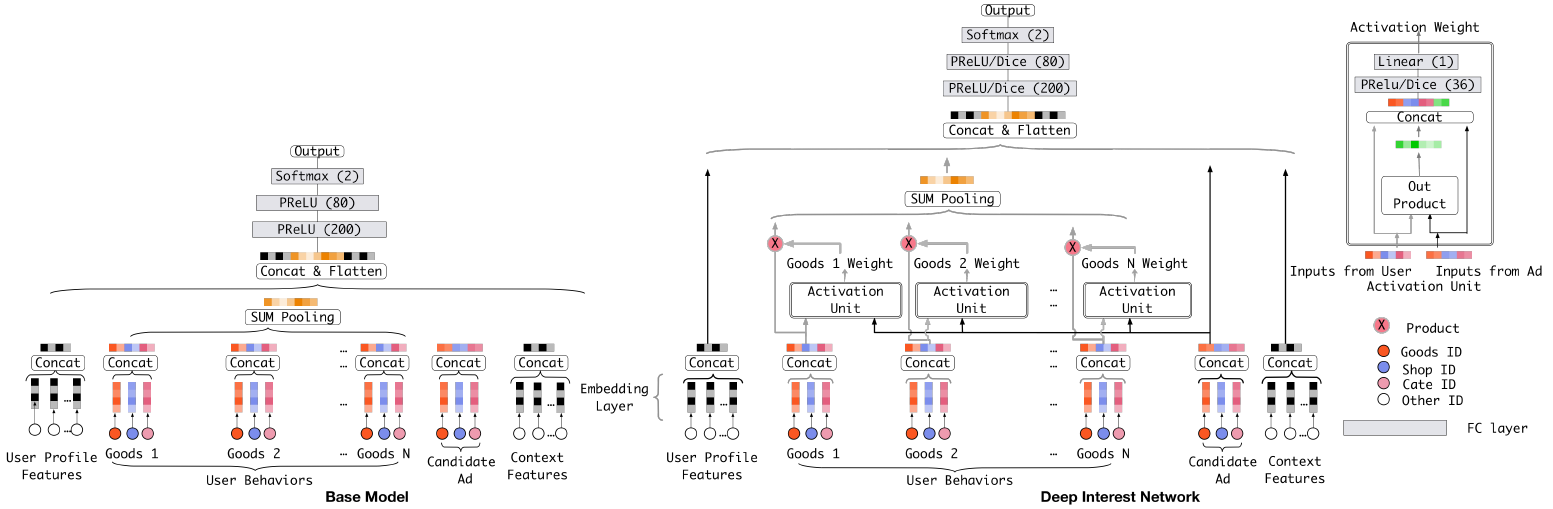 Output
Softmax (2)
PReLU (80)
PReLU (200)
Concat & Flatten
SUM Pooling
Concat
Concat
Concat
...
...
Concat
Concat
Concat
...
...
...
User Profile
Features
Goods 1
Goods 2
... Goods N
Candidate
Ad
Context
Features
User Behaviors
Base Model
Output
Softmax (2)
PReLU/Dice (80)
PReLU/Dice (200)
Concat & Flatten
SUM Pooling
X
X
X
Goods 1 Weight
Goods 2 Weight
Goods N Weight
Activation
Unit
Activation
Unit
...
...
Activation
Unit
Concat
Concat
Concat
...
...
Concat
Concat
Concat
Embedding
Layer
...
...
...
User Profile
Features
Goods 1
Goods 2
...
Goods N
Candidate
Ad
Context
Features
User Behaviors
Deep Interest Network
Activation Weight
Linear (1)
PRelu/Dice (36)
Concat
Out
Product
Inputs from User
Inputs from Ad
Activation Unit
X
Product
Goods ID
Shop ID
Cate ID
Other ID
FC layer